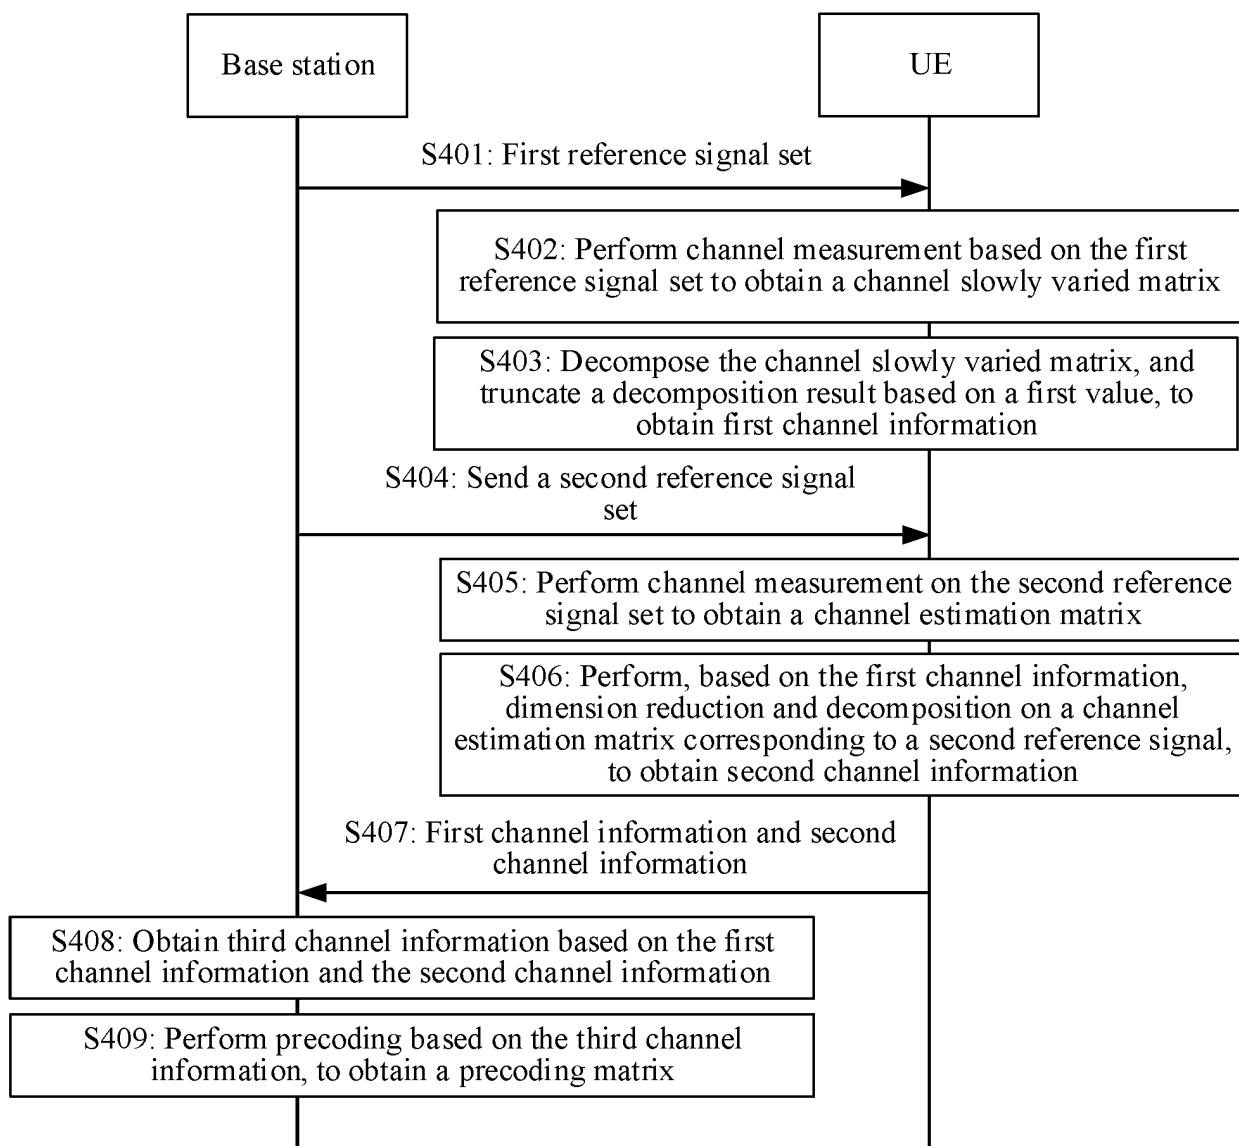 Base station
UE
S401: First reference signal set
S402: Perform channel measurement based on the first
reference signal set to obtain a channel slowly varied matrix
S403: Decompose the channel slowly varied matrix, and
truncate a decomposition result based on a first value, to
obtain first channel information
S404: Send a second reference signal
set
S405: Perform channel measurement on the second reference
signal set to obtain a channel estimation matrix
S406: Perform, based on the first channel information,
dimension reduction and decomposition on a channel
estimation matrix corresponding to a second reference signal,
to obtain second channel information
S407: First channel information and second
channel information
S408: Obtain third channel information based on the first
channel information and the second channel information
S409: Perform precoding based on the third channel
information, to obtain a precoding matrix